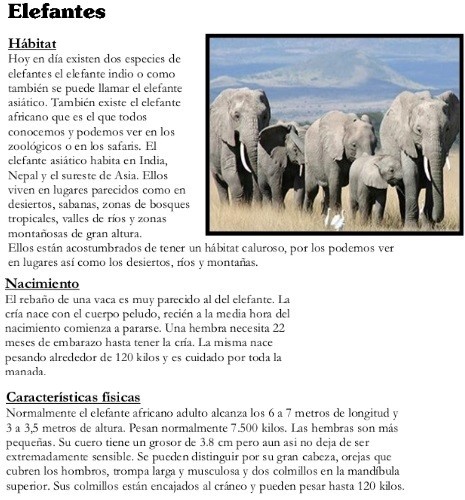 Elefantes
Hábitat
Hoy en día existen dos especies de
elefantes el elefante indio o como
también se puede llamar el elefante
asiático. También existe el elefante
africano que es el que todos
conocemos y podemos ver en los
zoológicos o en los safaris. El
elefante asiático habita en India,
Nepal y el sureste de Asia. Ellos
viven en lugares parecidos como en
desiertos, sabanas, zonas de bosques
tropicales, valles de ríos y zonas
montañosas de gran altura.
Ellos están acostumbrados de tener un hábitat caluroso, por los podemos ver
en lugares así como los desiertos, ríos y montañas.
Nacimiento
El rebaño de una vaca es muy parecido al del elefante. La
cría nace con el cuerpo peludo, recién a la media hora del
nacimiento comienza a pararse. Una hembra necesita 22
meses de embarazo hasta tener la cría. La misma nace
pesando alrededor de 120 kilos y es cuidado por toda la
manada.
Características físicas
Normalmente el elefante africano adulto alcanza los 6 a 7 metros de longitud y
3 a 3,5 metros de altura. Pesan normalmente 7.500 kilos. Las hembras son más
pequeñas. Su cuero tiene un grosor de 3.8 cm pero aun asi no deja de ser
extremadamente sensible. Se pueden distinguir por su gran cabeza, orejas que
cubren los hombros, trompa larga y musculosa y dos colmillos en la mandíbula
superior. Sus colmillos están encajados al cráneo y pueden pesar hasta 120 kilos.